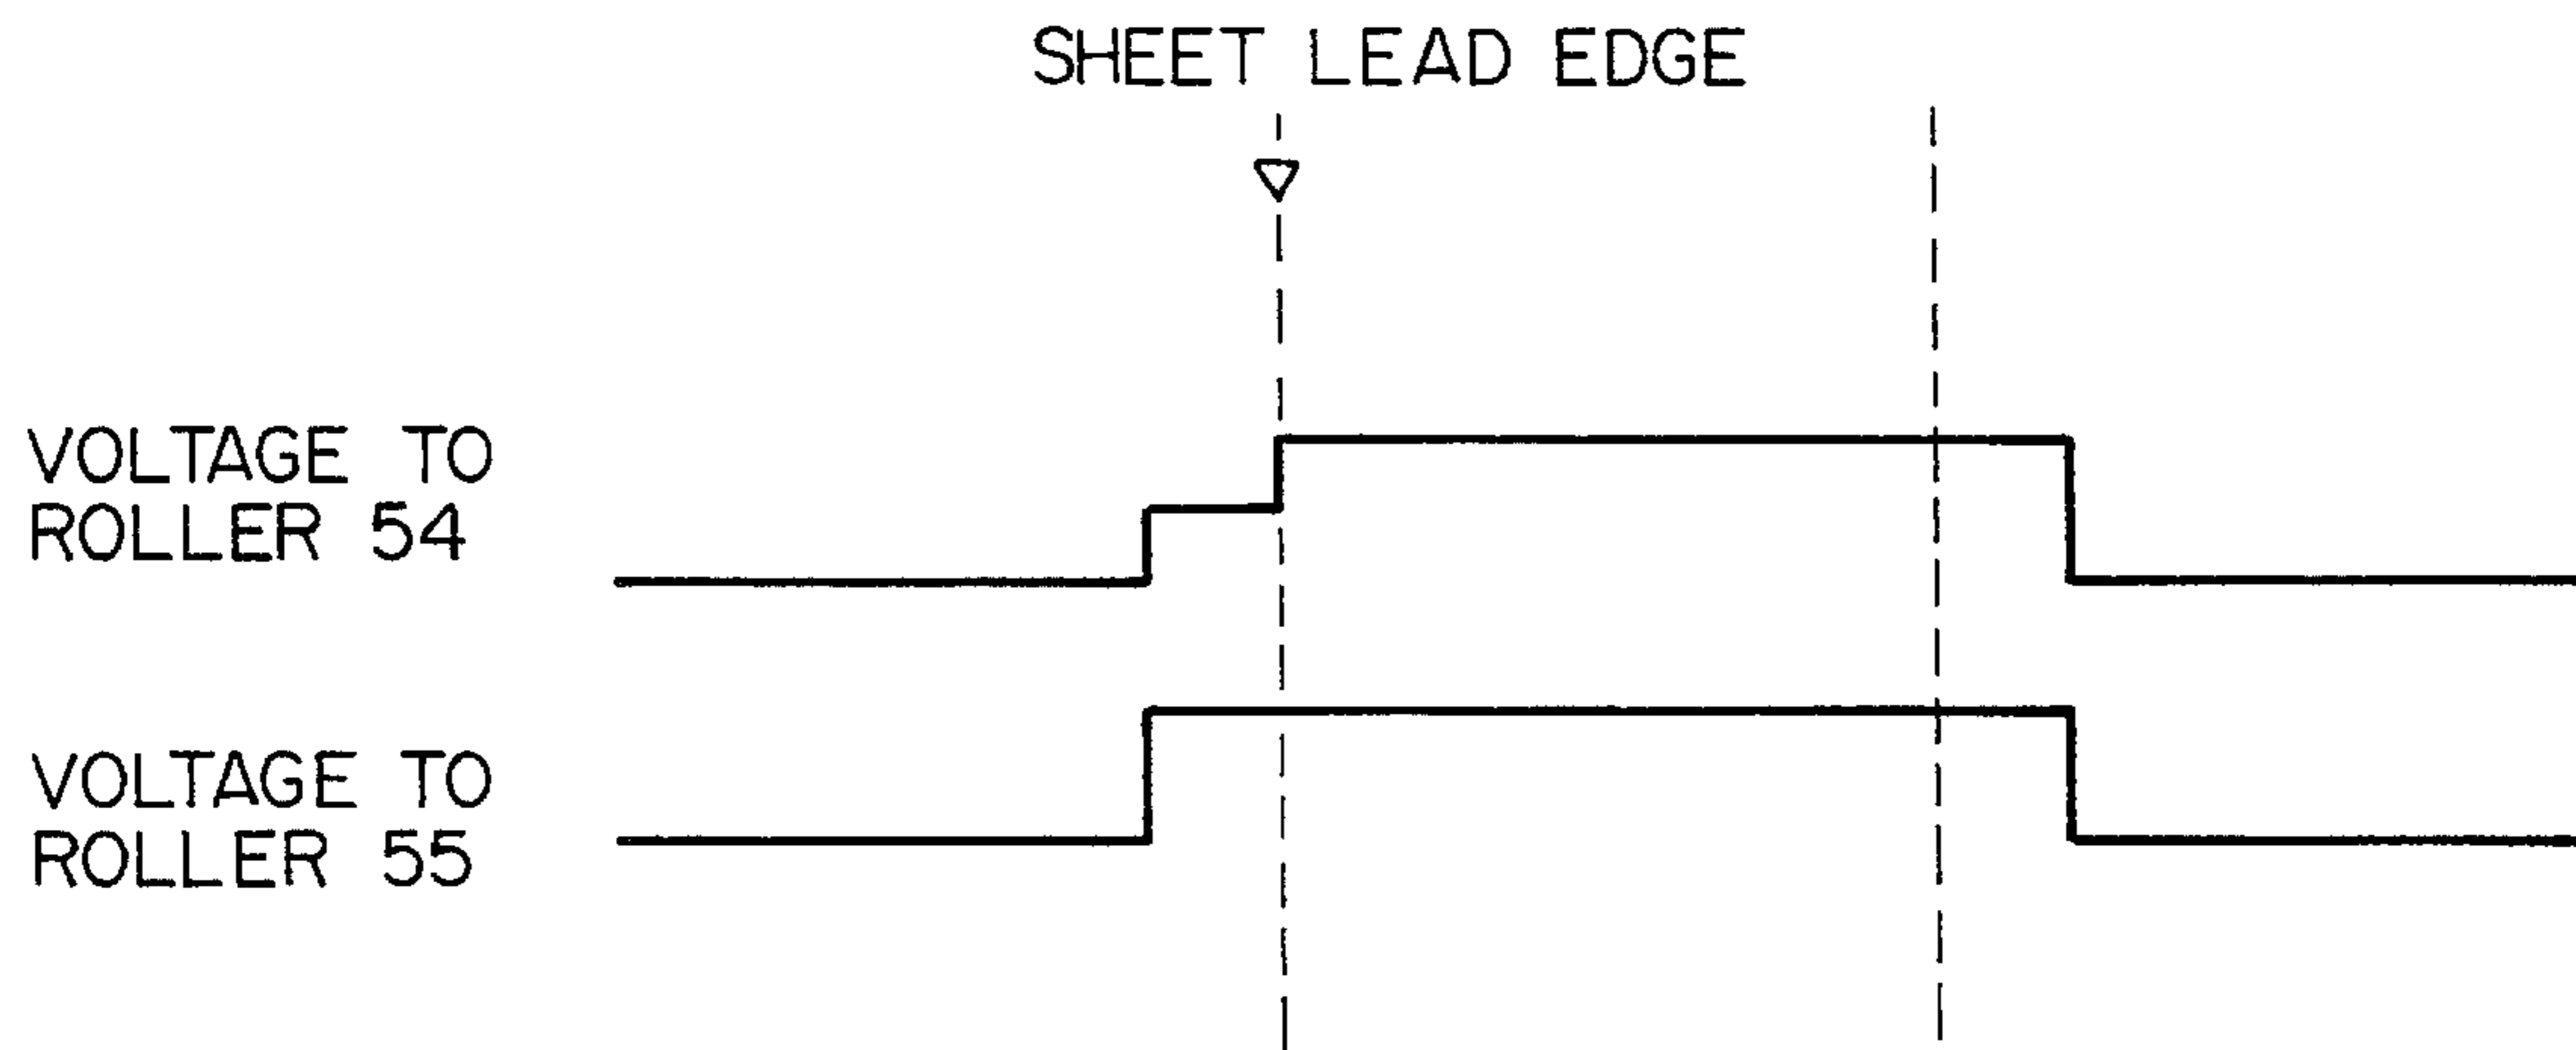 SHEET LEAD EDGE
VOLTAGE TO
ROLLER 54
VOLTAGE TO
ROLLER 55